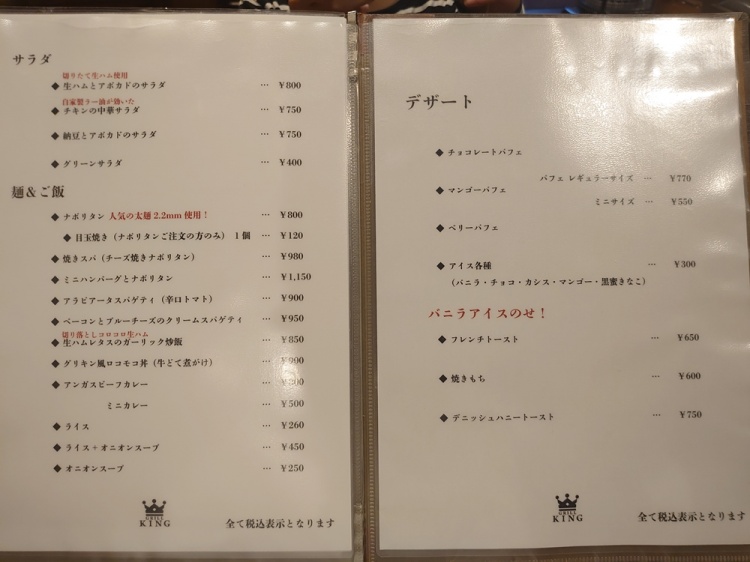 サラダ
切りたて生ハム使用
◆ 生ハムとアボカドのサラダ … ¥800
自家製ラー油が効いた
◆ チキンの中華サラダ … ¥750
◆ 納豆とアボカドのサラダ … ¥750
◆ グリーンサラダ … ¥400
麺&ご飯
◆ ナポリタン 人気の太麺2.2mm使用! … ¥800
◆ 目玉焼き（ナポリタンご注文の方のみ） 1個 … ¥120
◆ 焼きスパ（チーズ焼きナポリタン） … ¥980
◆ ミニハンバーグとナポリタン … ¥1,150
◆ アラビアータスパゲティ（辛口トマト） … ¥900
◆ ベーコンとブルーチーズのクリームスパゲティ … ¥950
切り落としコロコロ生ハム
◆ 生ハムレタスのガーリック炒飯 … ¥850
◆ グリキン風ロコモコ丼（牛どて煮がけ） …
◆ アンガスビーフカレー …
ミニカレー … ¥500
◆ ライス … ¥260
◆ ライス+オニオンスープ … ¥450
◆ オニオンスープ … ¥250
GRILL
KING
全て税込表示となります
デザート
◆ チョコレートパフェ
パフェ レギュラーサイズ … ¥770
◆ マンゴーパフェ
ミニサイズ … ¥550
◆ ベリーパフェ
◆ アイス各種 … ¥300
（バニラ・チョコ・カシス・マンゴー・黒蜜きなこ）
バニラアイスのせ!
◆ フレンチトースト … ¥650
◆ 焼きもち … ¥600
◆ デニッシュハニートースト … ¥750
GRILL
KING
全て税込表示となります